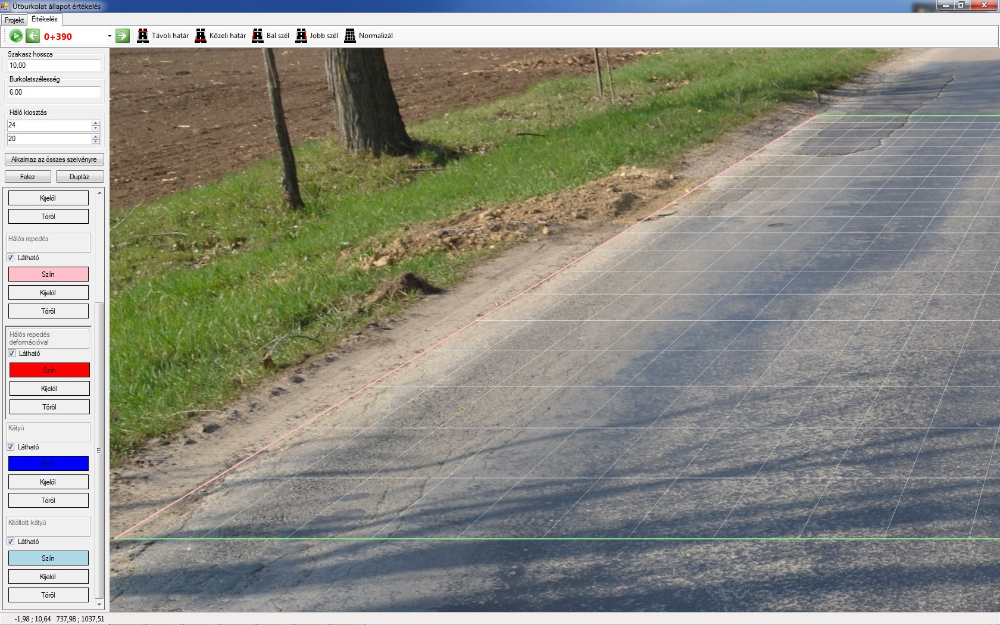 Útburkolat állapot értékelés
Projekt
Értékelés
0+390
Távoli határ
Közeli határ
Bal szél
Jobb szél
Normalizál
Szakasz hossza
10,00
Burkolatszélesség
6,00
Háló kiosztás
24
20
Alkalmaz az összes szelvényre
Felez
Dupláz
Kijelöl
Töröl
Hálós repedés
Látható
Szín
Kijelöl
Töröl
Hálós repedés
deformációval
Látható
Szín
Kijelöl
Töröl
Kátyú
Látható
Szín
Kijelöl
Töröl
Kitöltött kátyú
Látható
Szín
Kijelöl
Töröl
-1,98 ; 10,64 737,98 ; 1037,51